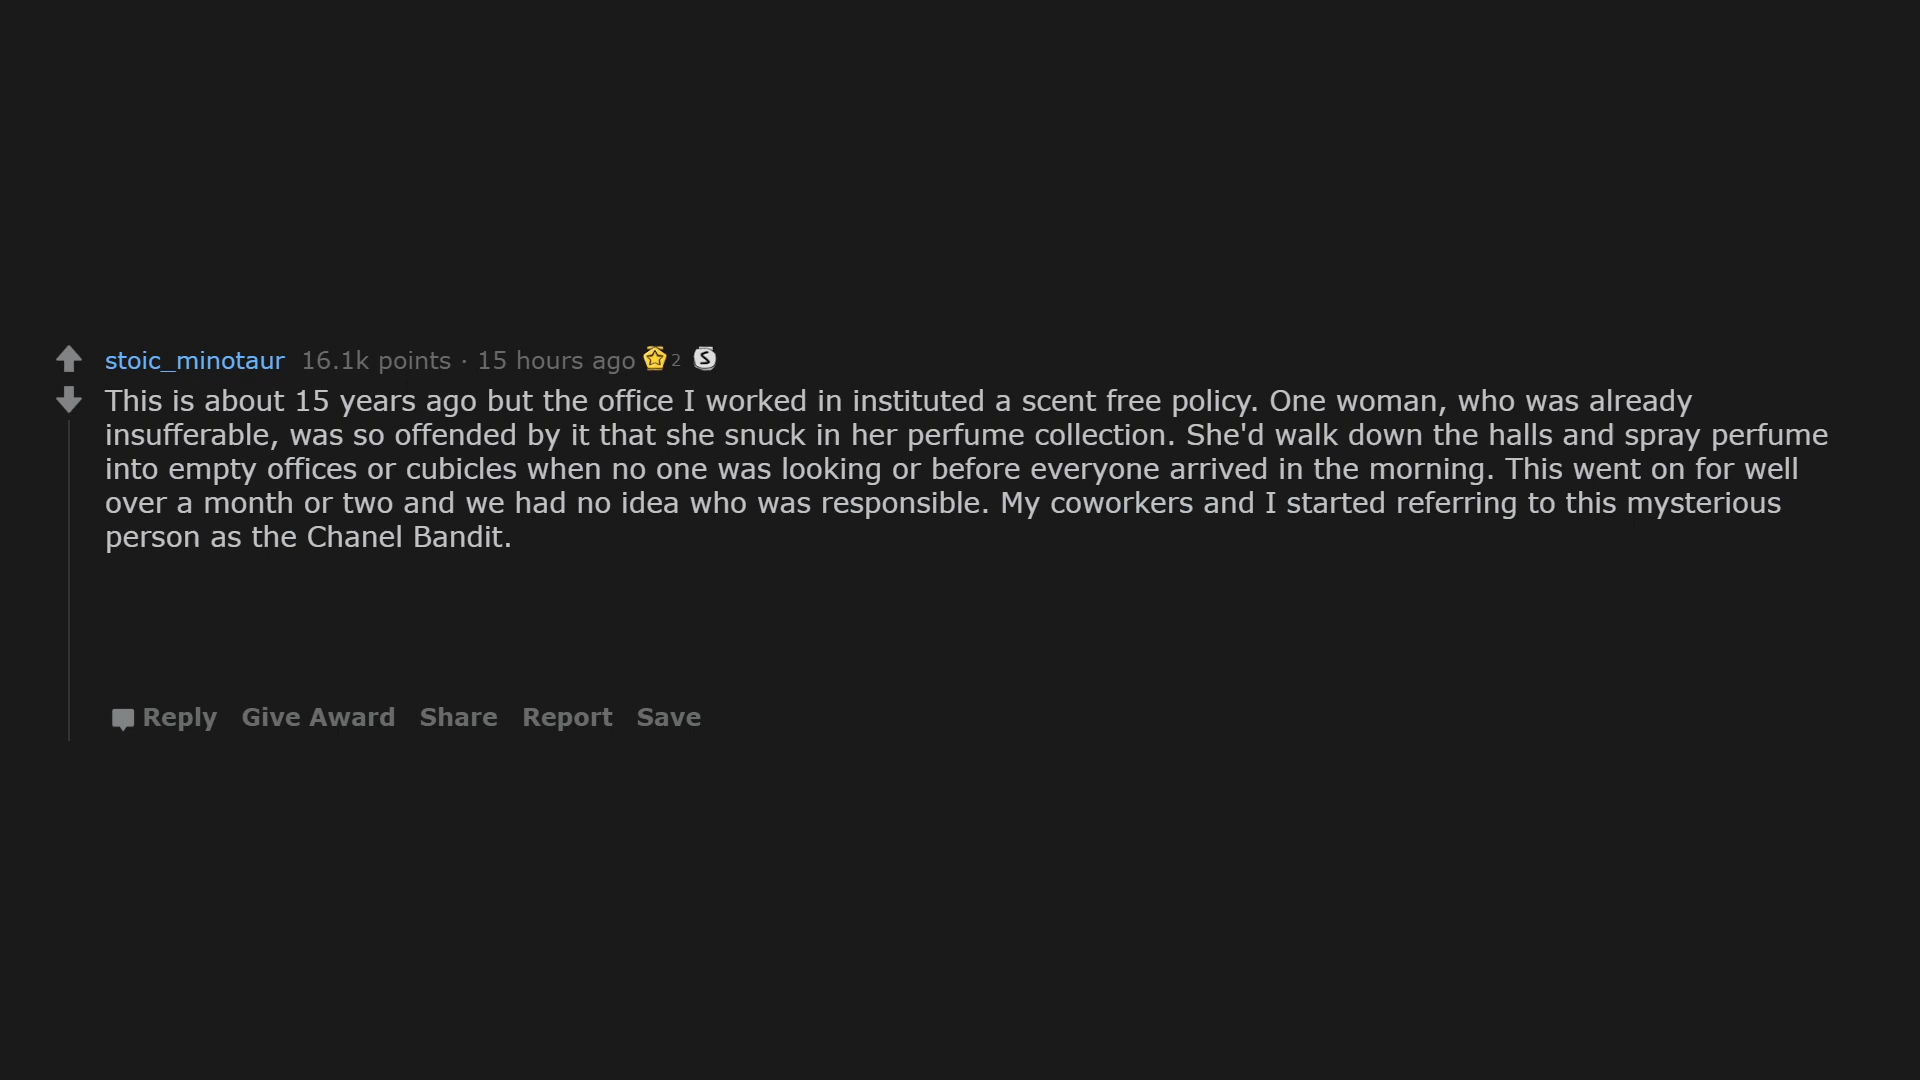 stoic_minotaur 16.1k points · 15 hours ago 2 S
This is about 15 years ago but the office I worked in instituted a scent free policy. One woman, who was already
insufferable, was so offended by it that she snuck in her perfume collection. She'd walk down the halls and spray perfume
into empty offices or cubicles when no one was looking or before everyone arrived in the morning. This went on for well
over a month or two and we had no idea who was responsible. My coworkers and I started referring to this mysterious
person as the Chanel Bandit.
Reply Give Award Share Report Save